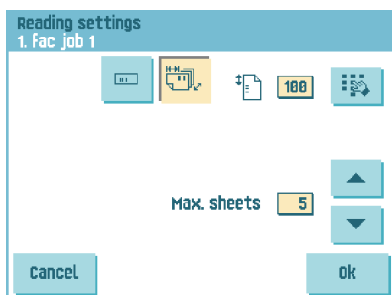 Reading settings
1. Fac job 1
100
Max. sheets 5
Cancel Ok